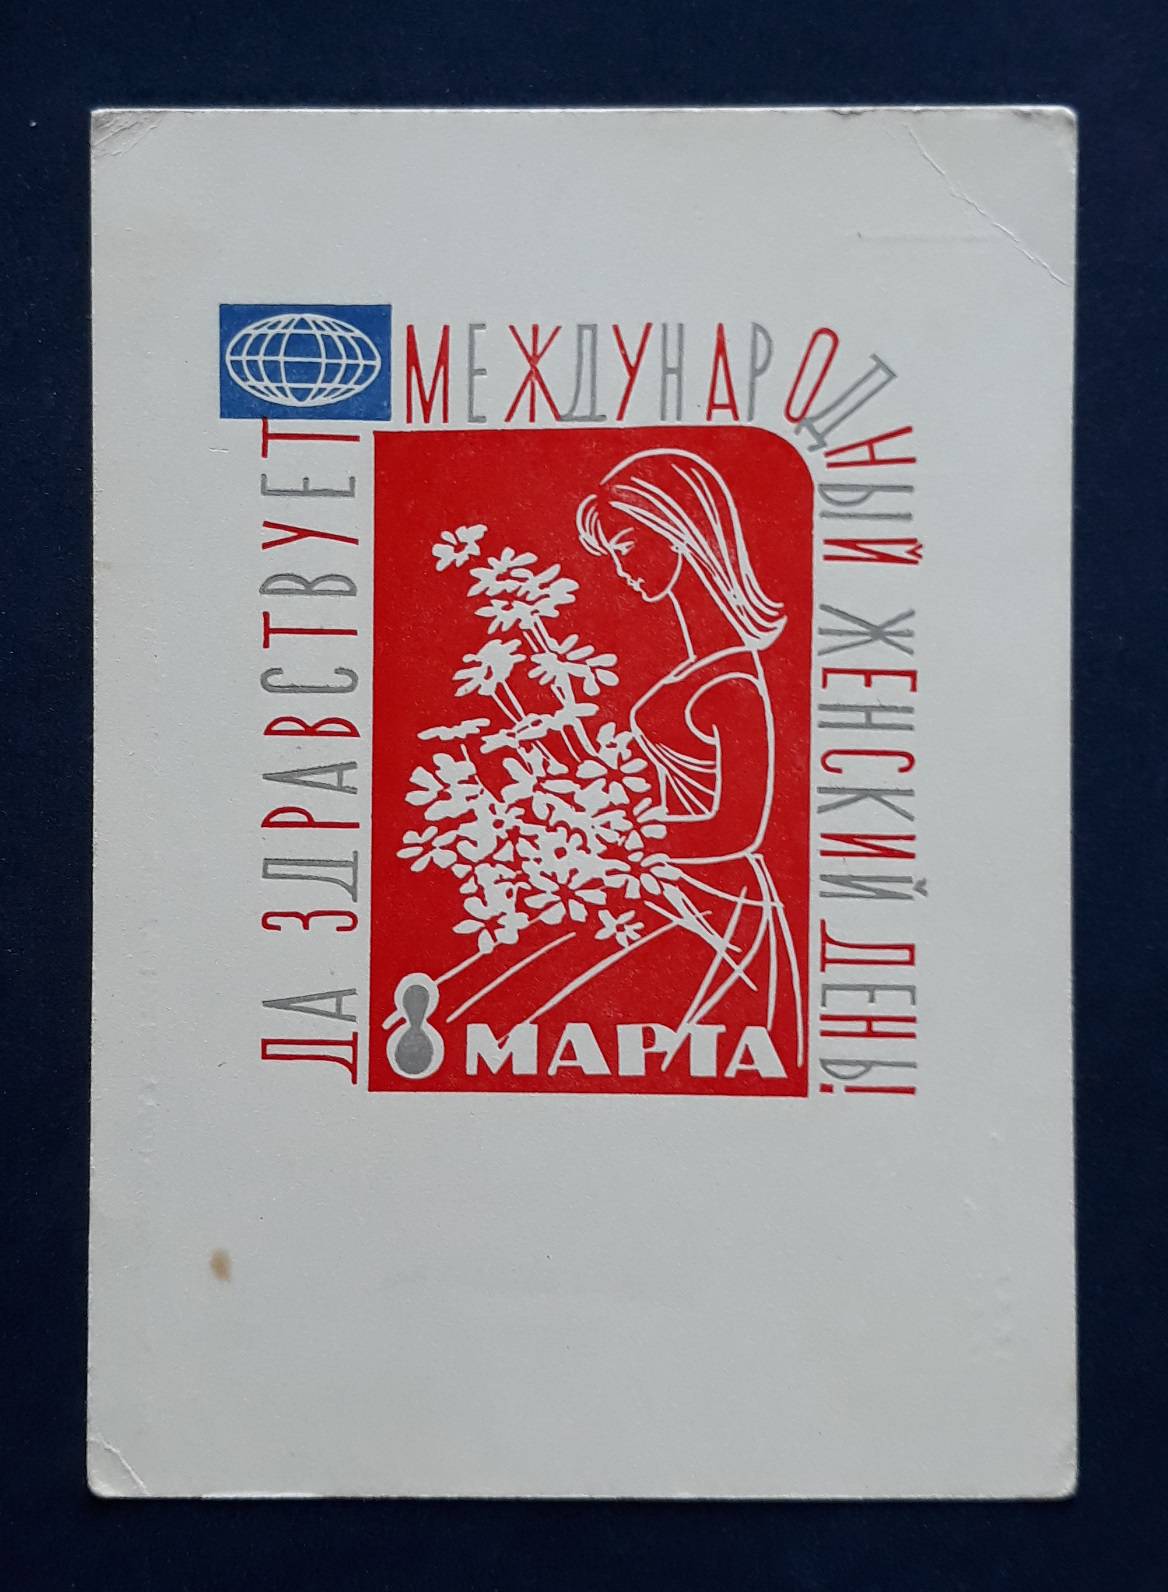 ДА ЗДРАВСТВУЕТ
МЕЖДУНАРОДНЫЙ ЖЕНСКИЙ ДЕНЬ!
8 МАРТА